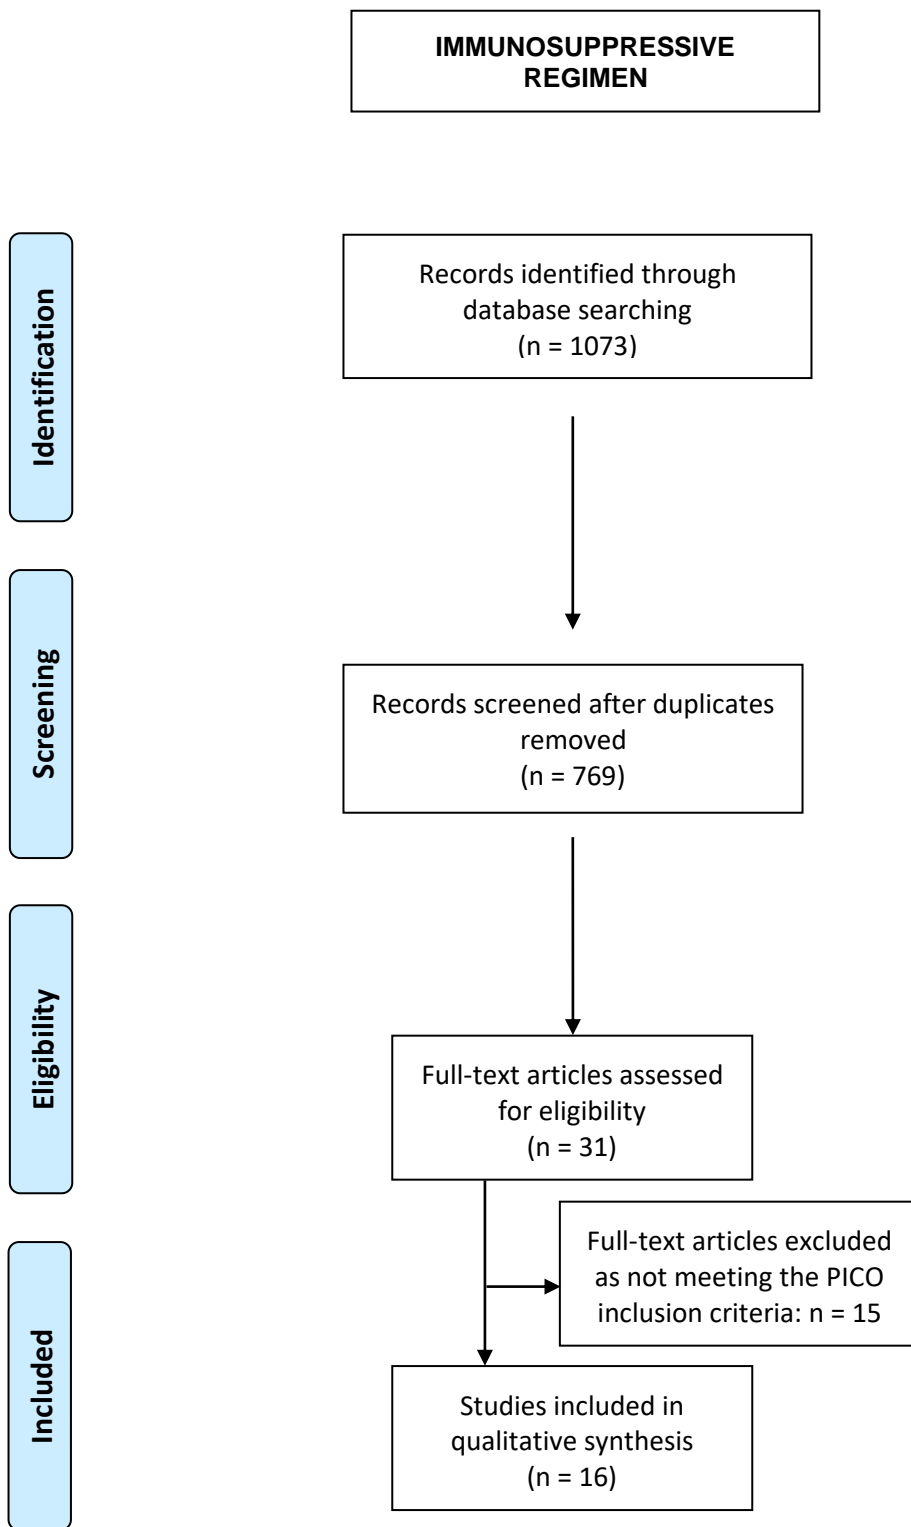 IMMUNOSUPPRESSIVE
REGIMEN
Identification
Records identified through
database searching
(n = 1073)
Screening
Records screened after duplicates
removed
(n = 769)
Eligibility
Full-text articles assessed
for eligibility
(n = 31)
Full-text articles excluded
as not meeting the PICO
inclusion criteria: n = 15
Included
Studies included in
qualitative synthesis
(n = 16)